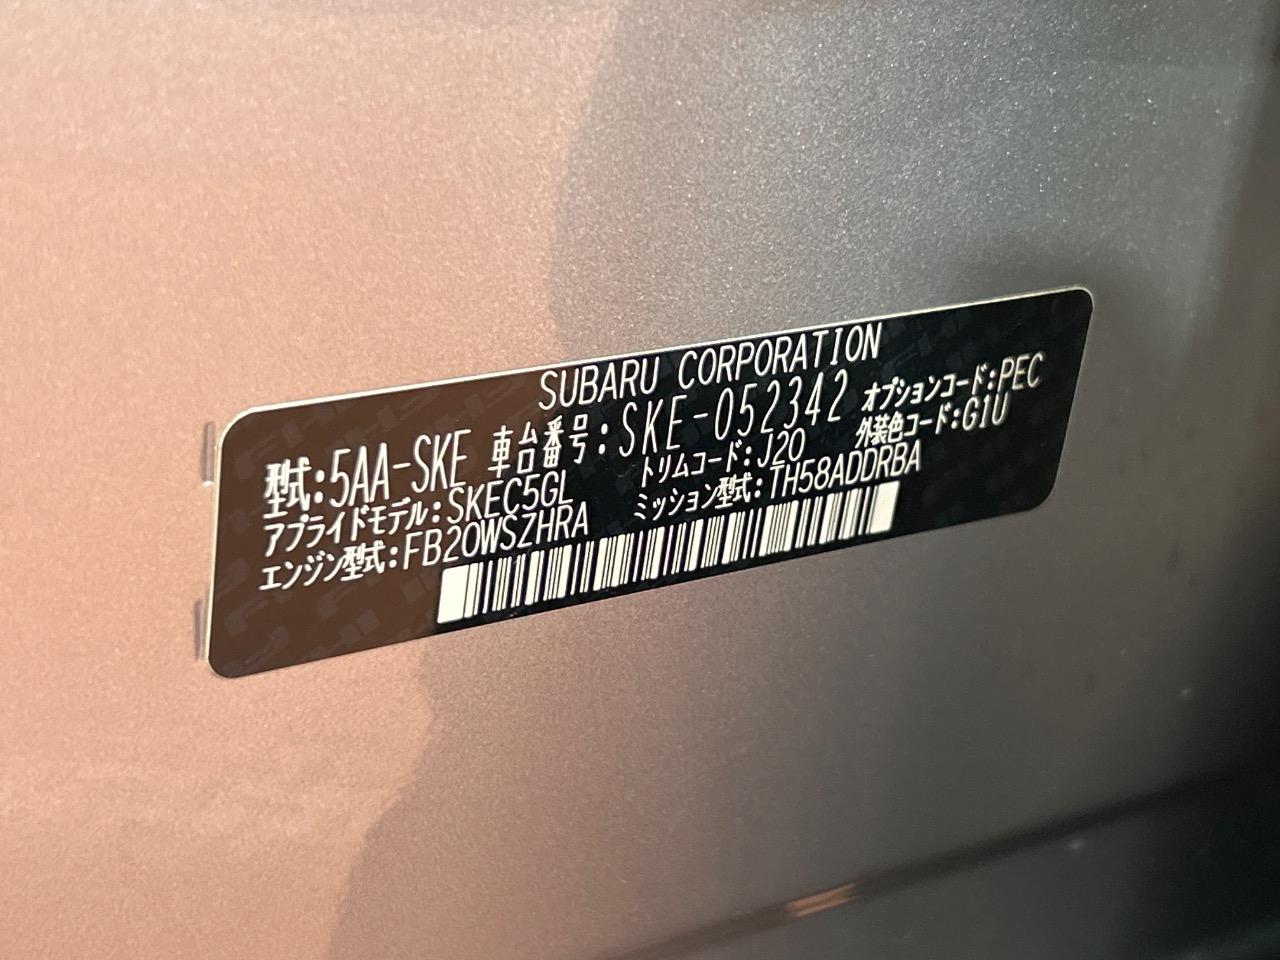 SUBARU CORPORATION
型式:5AA-SKE 車台番号:SKE-052342 オプションコード:PEC
アプライドモデル:SKEC5GL トリムコード:J20 外装色コード:G1U
エンジン型式:FB20WSZHRA ミッション型式:TH58ADDRBA